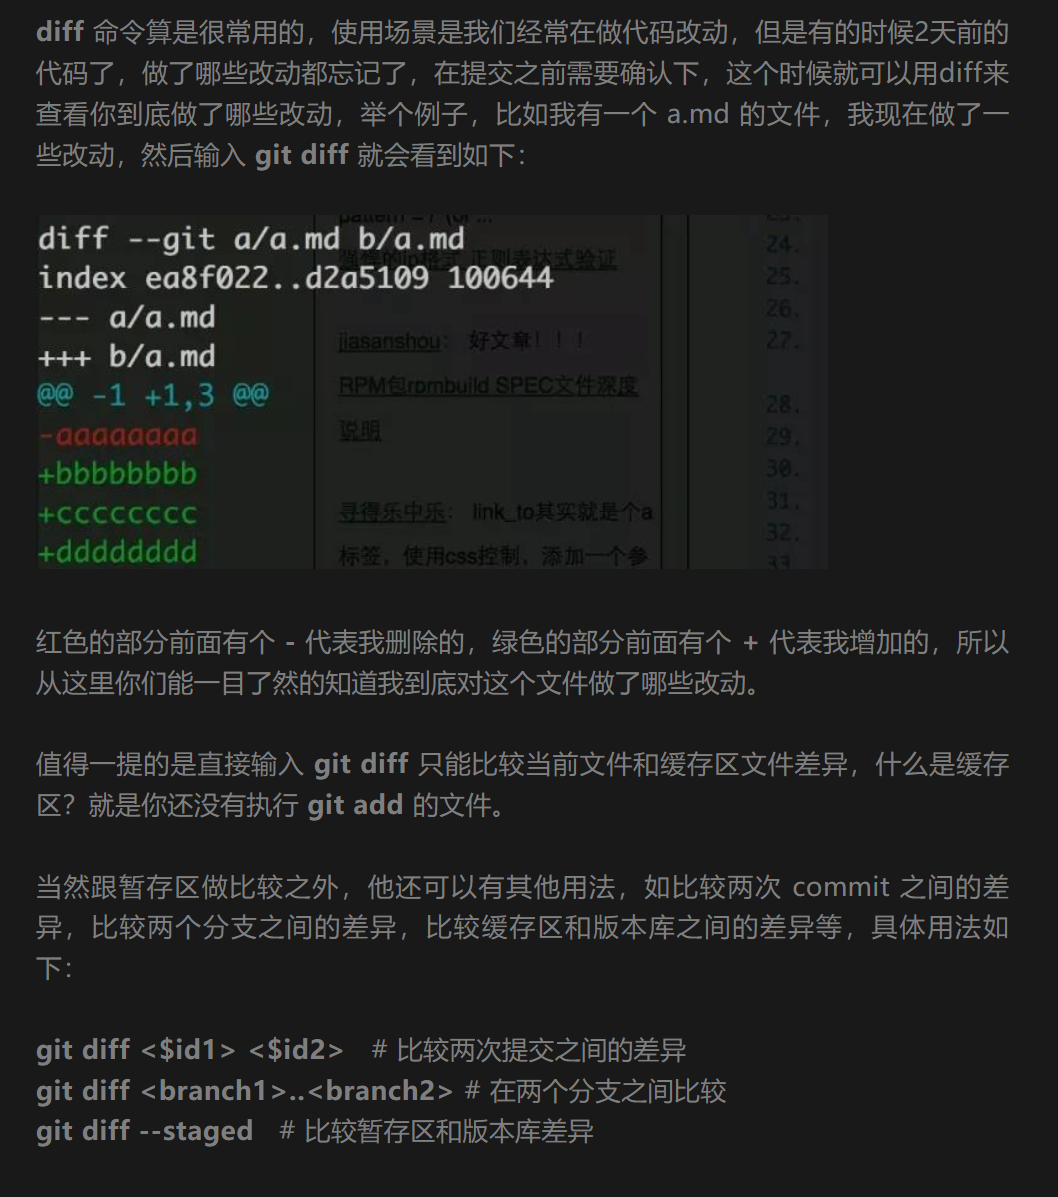 diff 命令算是很常用的，使用场景是我们经常在做代码改动，但是有的时候2天前的
代码了，做了哪些改动都忘记了，在提交之前需要确认下，这个时候就可以用diff来
查看你到底做了哪些改动，举个例子，比如我有一个 a.md 的文件，我现在做了一
些改动，然后输入 git diff 就会看到如下：
diff --git a/a.md b/a.md
index ea8f022..d2a5109 100644
--- a/a.md
+++ b/a.md
@@ -1 +1,3 @@
-aaaaaaaa
+bbbbbbbb
+cccccccc
+dddddddd
正则表达式验证
jiasanshou： 好文章！！！
RPM包rpmbuild SPEC文件深度
说明
寻得乐中乐： link_to其实就是个a
标签，使用css控制，添加一个参
24.
25.
26.
27.
28.
29.
30.
31.
32.
33
红色的部分前面有个 - 代表我删除的，绿色的部分前面有个 + 代表我增加的，所以
从这里你们能一目了然的知道我到底对这个文件做了哪些改动。
值得一提的是直接输入 git diff 只能比较当前文件和缓存区文件差异，什么是缓存
区？就是你还没有执行 git add 的文件。
当然跟暂存区做比较之外，他还可以有其他用法，如比较两次 commit 之间的差
异，比较两个分支之间的差异，比较缓存区和版本库之间的差异等，具体用法如
下：
git diff <$id1> <$id2> # 比较两次提交之间的差异
git diff <branch1>..<branch2> # 在两个分支之间比较
git diff --staged # 比较暂存区和版本库差异